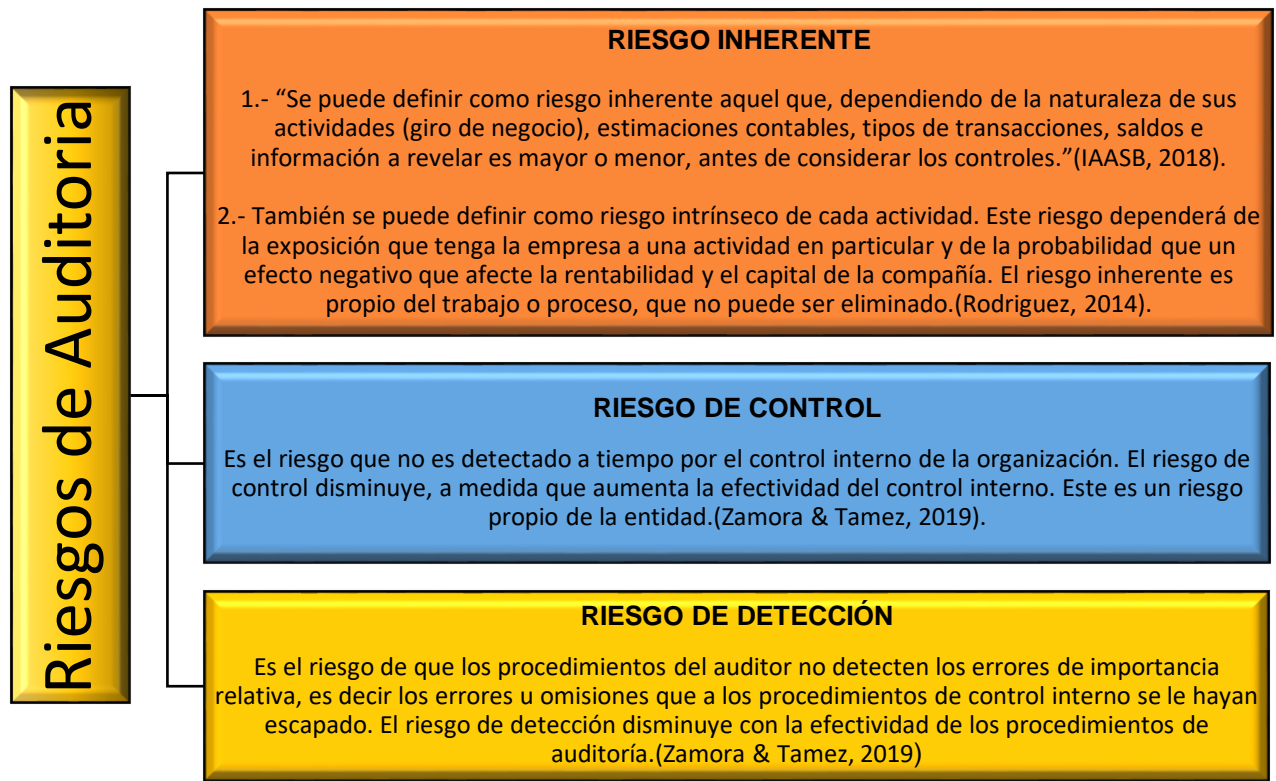 Riesgos de Auditoria
RIESGO INHERENTE
1.- “Se puede definir como riesgo inherente aquel que, dependiendo de la naturaleza de sus
actividades (giro de negocio), estimaciones contables, tipos de transacciones, saldos e
información a revelar es mayor o menor, antes de considerar los controles.”(IAASB, 2018).
2.- También se puede definir como riesgo intrínseco de cada actividad. Este riesgo dependerá de
la exposición que tenga la empresa a una actividad en particular y de la probabilidad que un
efecto negativo que afecte la rentabilidad y el capital de la compañía. El riesgo inherente es
propio del trabajo o proceso, que no puede ser eliminado.(Rodriguez, 2014).
RIESGO DE CONTROL
Es el riesgo que no es detectado a tiempo por el control interno de la organización. El riesgo de
control disminuye, a medida que aumenta la efectividad del control interno. Este es un riesgo
propio de la entidad.(Zamora & Tamez, 2019).
RIESGO DE DETECCIÓN
Es el riesgo de que los procedimientos del auditor no detecten los errores de importancia
relativa, es decir los errores u omisiones que a los procedimientos de control interno se le hayan
escapado. El riesgo de detección disminuye con la efectividad de los procedimientos de
auditoría.(Zamora & Tamez, 2019)